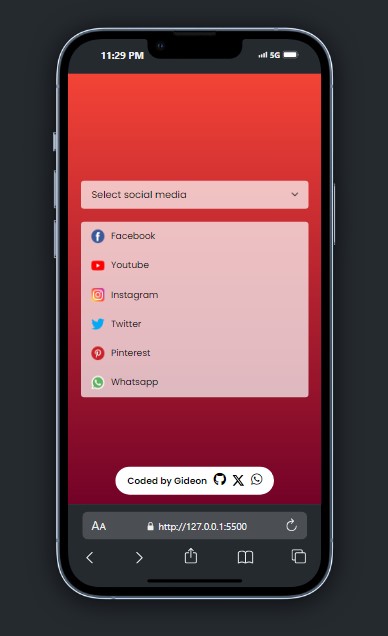 11:29 PM 5G
Select social media
Facebook
Youtube
Instagram
Twitter
Pinterest
Whatsapp
Coded by Gideon
AA http://127.0.0.1:5500